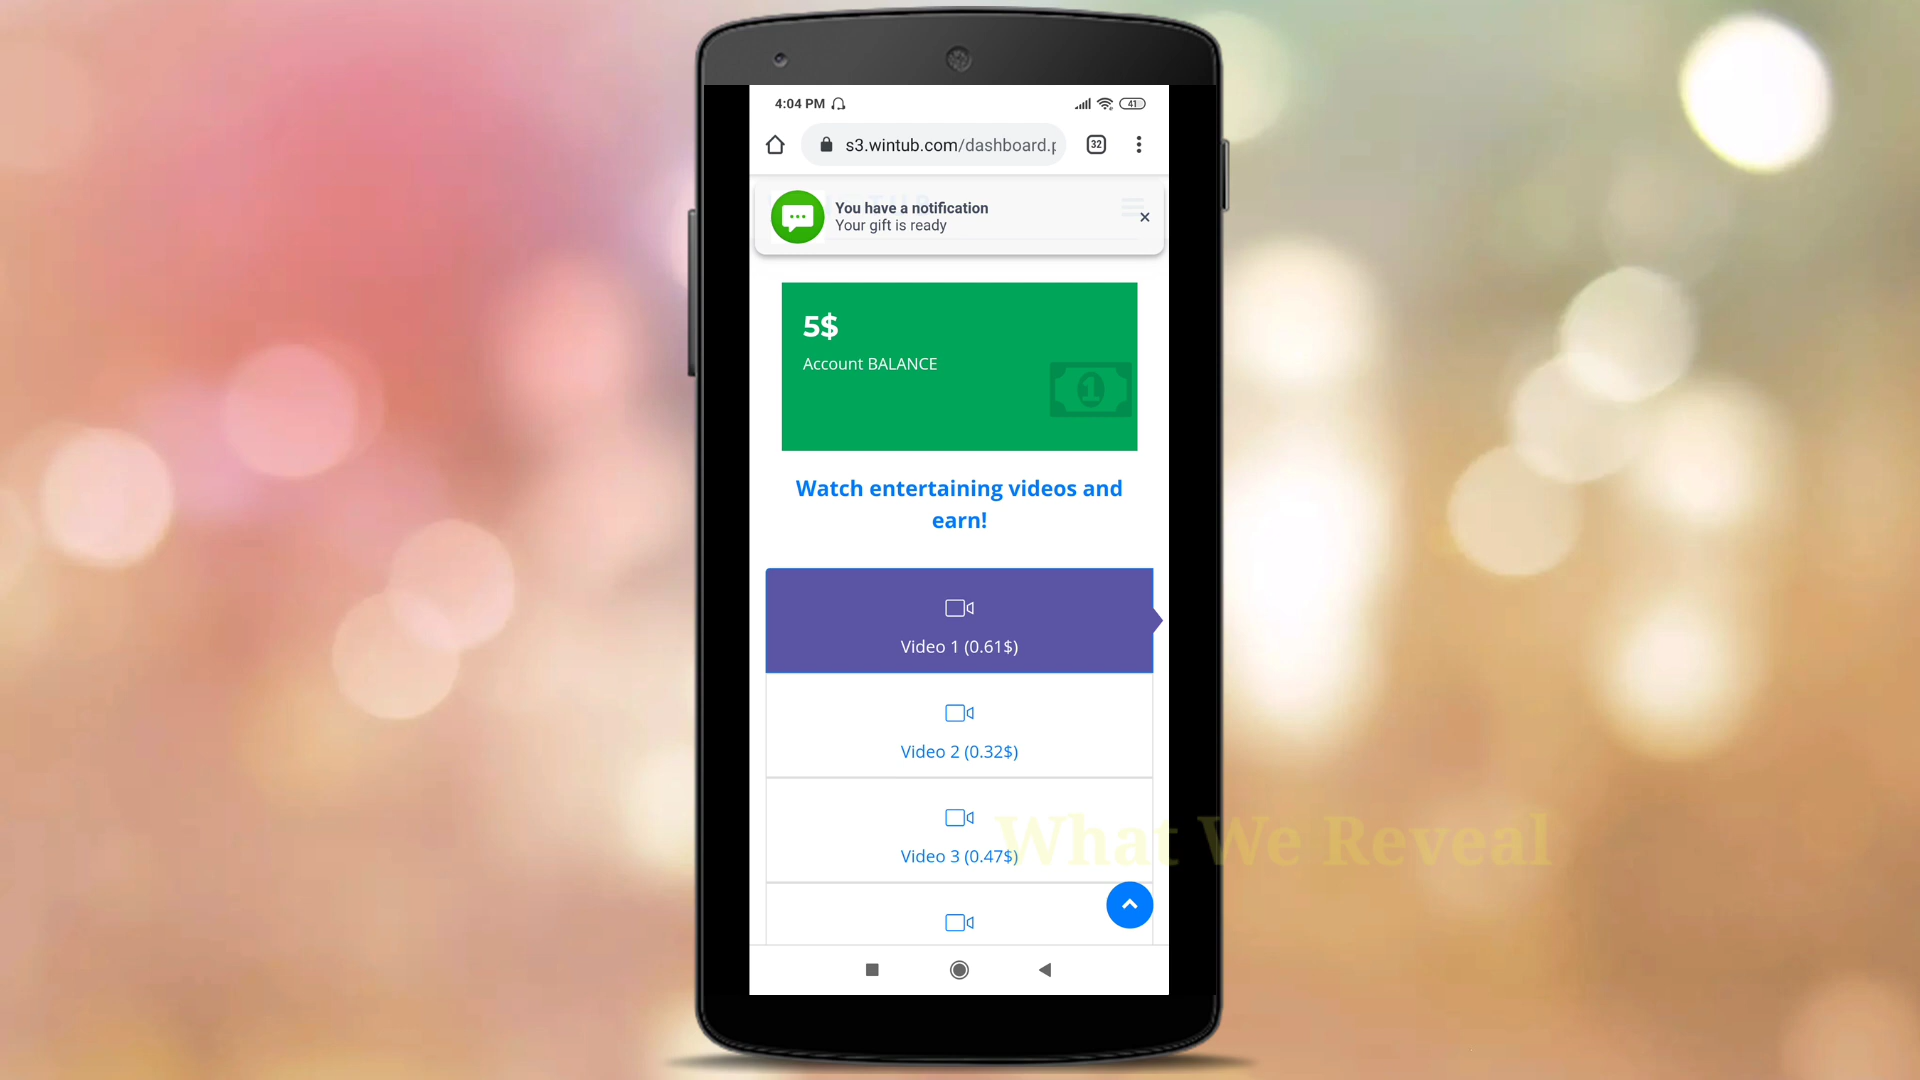 4:04 PM
41
s3.wintub.com/dashboard.p
32
You have a notification
Your gift is ready
5$
Account BALANCE
1
Watch entertaining videos and
earn!
Video 1 (0.61$)
Video 2 (0.32$)
Video 3 (0.47$)
What We Reveal